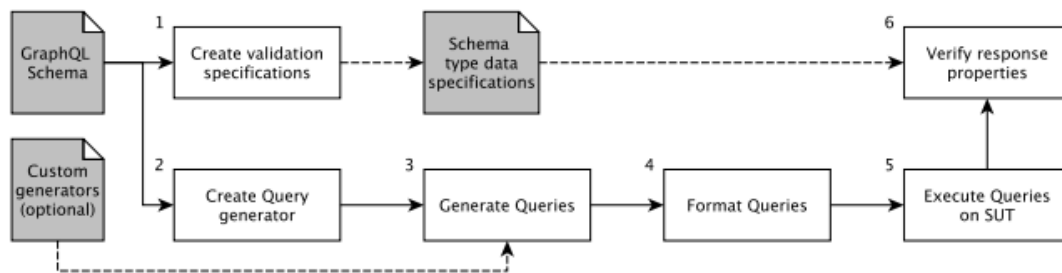 1
6
GraphQL
Schema
Create validation
specifications
Schema
type data
specifications
Verify response
properties
2
3
4
5
Custom
generators
(optional)
Create Query
generator
Generate Queries
Format Queries
Execute Queries
on SUT